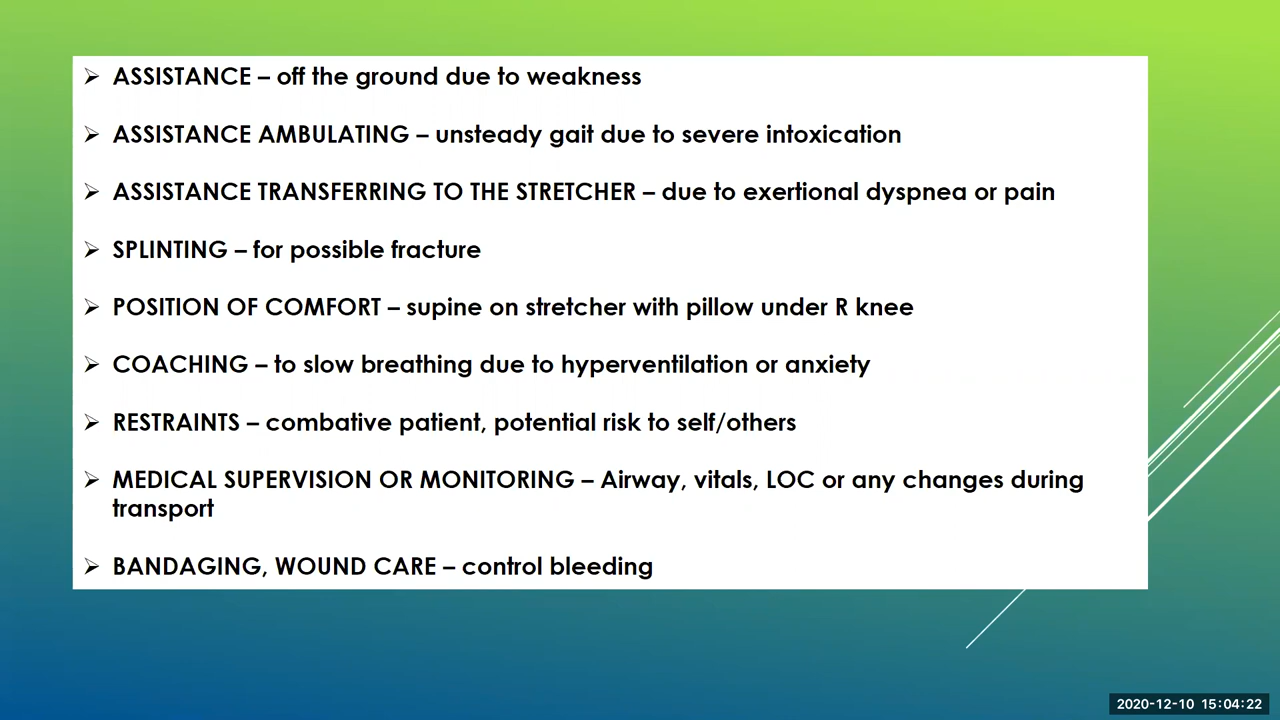 ASSISTANCE – off the ground due to weakness
ASSISTANCE AMBULATING – unsteady gait due to severe intoxication
ASSISTANCE TRANSFERRING TO THE STRETCHER – due to exertional dyspnea or pain
SPLINTING – for possible fracture
POSITION OF COMFORT – supine on stretcher with pillow under R knee
COACHING – to slow breathing due to hyperventilation or anxiety
RESTRAINTS – combative patient, potential risk to self/others
MEDICAL SUPERVISION OR MONITORING – Airway, vitals, LOC or any changes during
transport
BANDAGING, WOUND CARE – control bleeding
2020-12-10 15:04:22